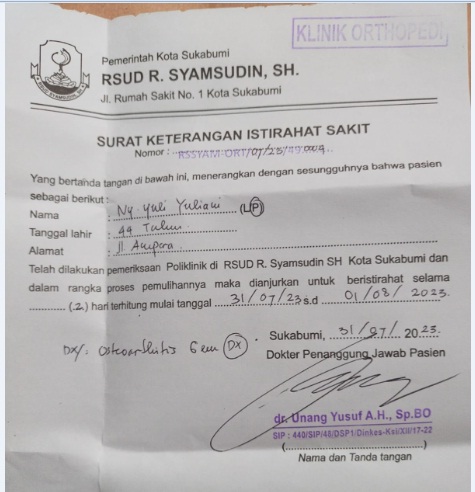 KLINIK ORTHOPEDI
Pemerintah Kota Sukabumi
RSUD R. SYAMSUDIN, SH.
Jl. Rumah Sakit No. 1 Kota Sukabumi
SURAT KETERANGAN ISTIRAHAT SAKIT
Nomor : RSSYAM-ORT/07/23/49.004
Yang bertanda tangan di bawah ini, menerangkan dengan sesungguhnya bahwa pasien
sebagai berikut :
Nama : Ny Yuli Yuliani (L/P)
Tanggal lahir : 49 Tahun
Alamat : Jl Ampera
Telah dilakukan pemeriksaan Poliklinik di RSUD R. Syamsudin SH Kota Sukabumi dan
dalam rangka proses pemulihannya maka dianjurkan untuk beristirahat selama
(2) hari terhitung mulai tanggal 31/07/23 s.d 01/08/2023.
Sukabumi, 31/07/2023.
DX/: Osteoarthritis Genu (DX)
Dokter Penanggung Jawab Pasien
dr. Unang Yusuf A.H., Sp.BO
SIP : 440/SIP/48/DSP1/Dinkes-Ksi/XII/17-22
(..............................)
Nama dan Tanda tangan